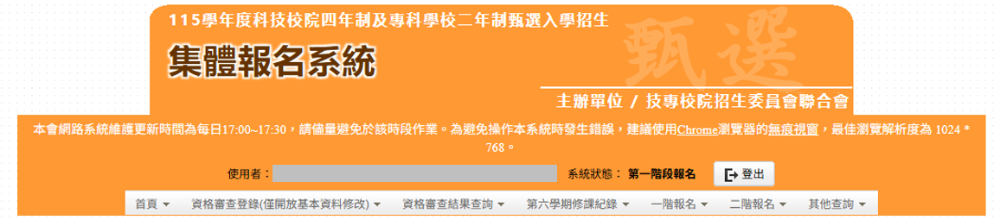 115學年度科技校院四年制及專科學校二年制甄選入學招生
甄選
集體報名系統
主辦單位 / 技專校院招生委員會聯合會
本會網路系統維護更新時間為每日17:00~17:30，請儘量避免於該時段作業。為避免操作本系統時發生錯誤，建議使用Chrome瀏覽器的無痕視窗，最佳瀏覽解析度為 1024 *
768。
使用者： 系統狀態： 第一階段報名 登出
首頁 資格審查登錄(僅開放基本資料修改) 資格審查結果查詢 第六學期修課紀錄 一階報名 二階報名 其他查詢